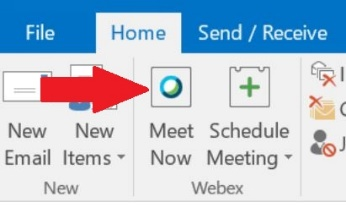 File Home Send / Receive
New New Meet Schedule
Email Items Now Meeting
New Webex